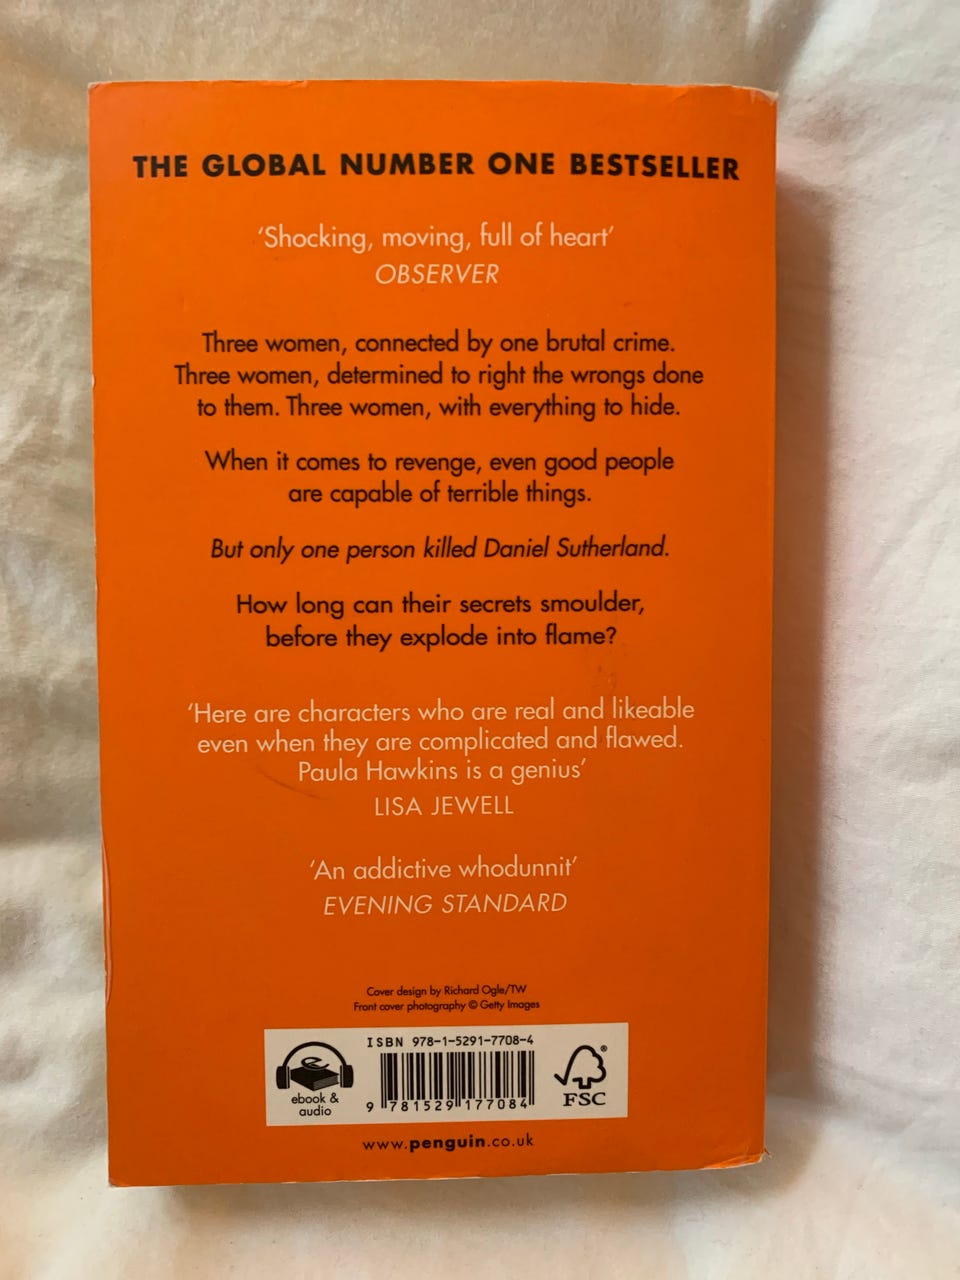 THE GLOBAL NUMBER ONE BESTSELLER
‘Shocking, moving, full of heart’
OBSERVER
Three women, connected by one brutal crime.
Three women, determined to right the wrongs done
to them. Three women, with everything to hide.
When it comes to revenge, even good people
are capable of terrible things.
But only one person killed Daniel Sutherland.
How long can their secrets smoulder,
before they explode into flame?
‘Here are characters who are real and likeable
even when they are complicated and flawed.
Paula Hawkins is a genius’
LISA JEWELL
‘An addictive whodunnit’
EVENING STANDARD
Cover design by Richard Ogle/TW
Front cover photography © Getty Images
ISBN 978-1-5291-7708-4
9 781529 177084
e
ebook &
audio
®
FSC
www.penguin.co.uk